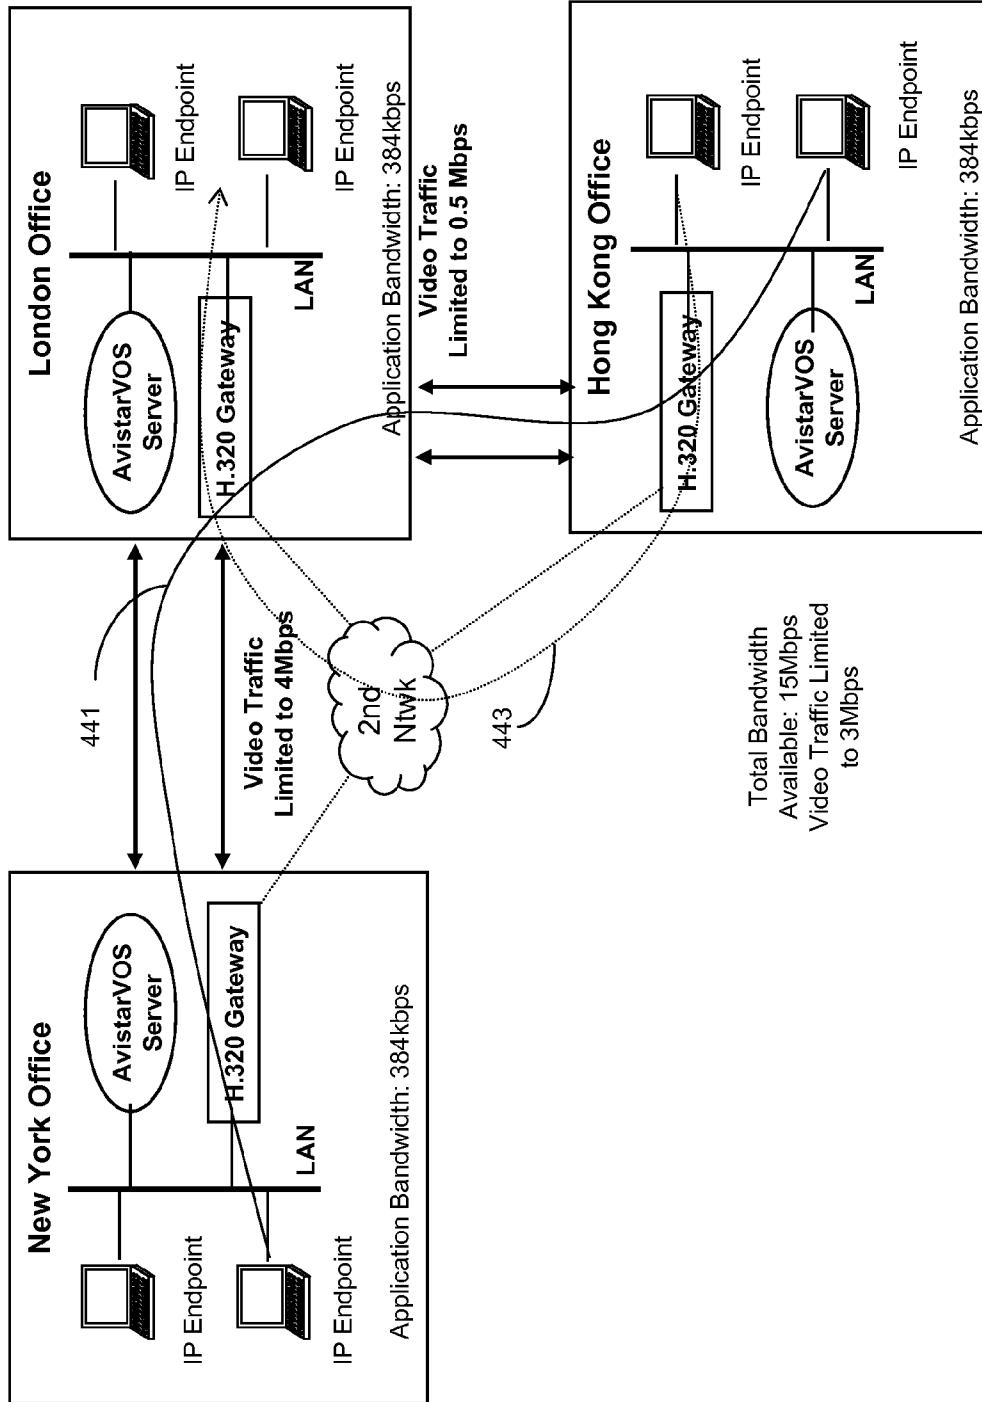 New York Office
AvistarVOS
Server
H.320 Gateway
LAN
IP Endpoint
IP Endpoint
Application Bandwidth: 384kbps
441
Video Traffic
Limited to 4Mbps
2nd
Ntwk
443
London Office
AvistarVOS
Server
H.320 Gateway
LAN
IP Endpoint
IP Endpoint
Application Bandwidth: 384kbps
Video Traffic
Limited to 0.5 Mbps
Hong Kong Office
H.320 Gateway
AvistarVOS
Server
LAN
IP Endpoint
IP Endpoint
Application Bandwidth: 384kbps
Total Bandwidth
Available: 15Mbps
Video Traffic Limited
to 3Mbps